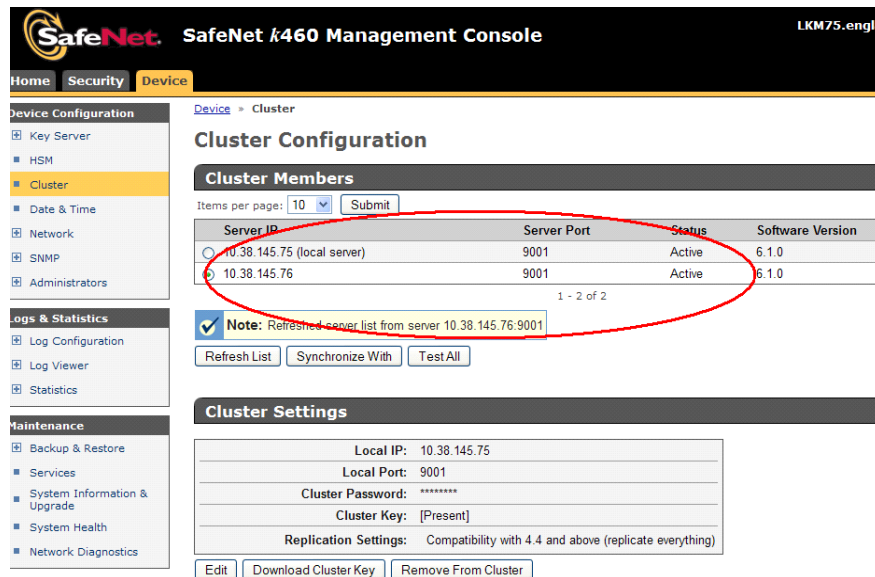 SafeNet.
SafeNet k460 Management Console
LKM75.engl
Home Security Device
Device Configuration
Key Server
HSM
Cluster
Date & Time
Network
SNMP
Administrators
Logs & Statistics
Log Configuration
Log Viewer
Statistics
Maintenance
Backup & Restore
Services
System Information &
Upgrade
System Health
Network Diagnostics
Device » Cluster
Cluster Configuration
Cluster Members
Items per page: 10 Submit
Server IP Server Port Status Software Version
10.38.145.75 (local server) 9001 Active 6.1.0
10.38.145.76 9001 Active 6.1.0
1 - 2 of 2
Note: Refreshed server list from server 10.38.145.76:9001
Refresh List Synchronize With Test All
Cluster Settings
Local IP: 10.38.145.75
Local Port: 9001
Cluster Password: ********
Cluster Key: [Present]
Replication Settings: Compatibility with 4.4 and above (replicate everything)
Edit Download Cluster Key Remove From Cluster